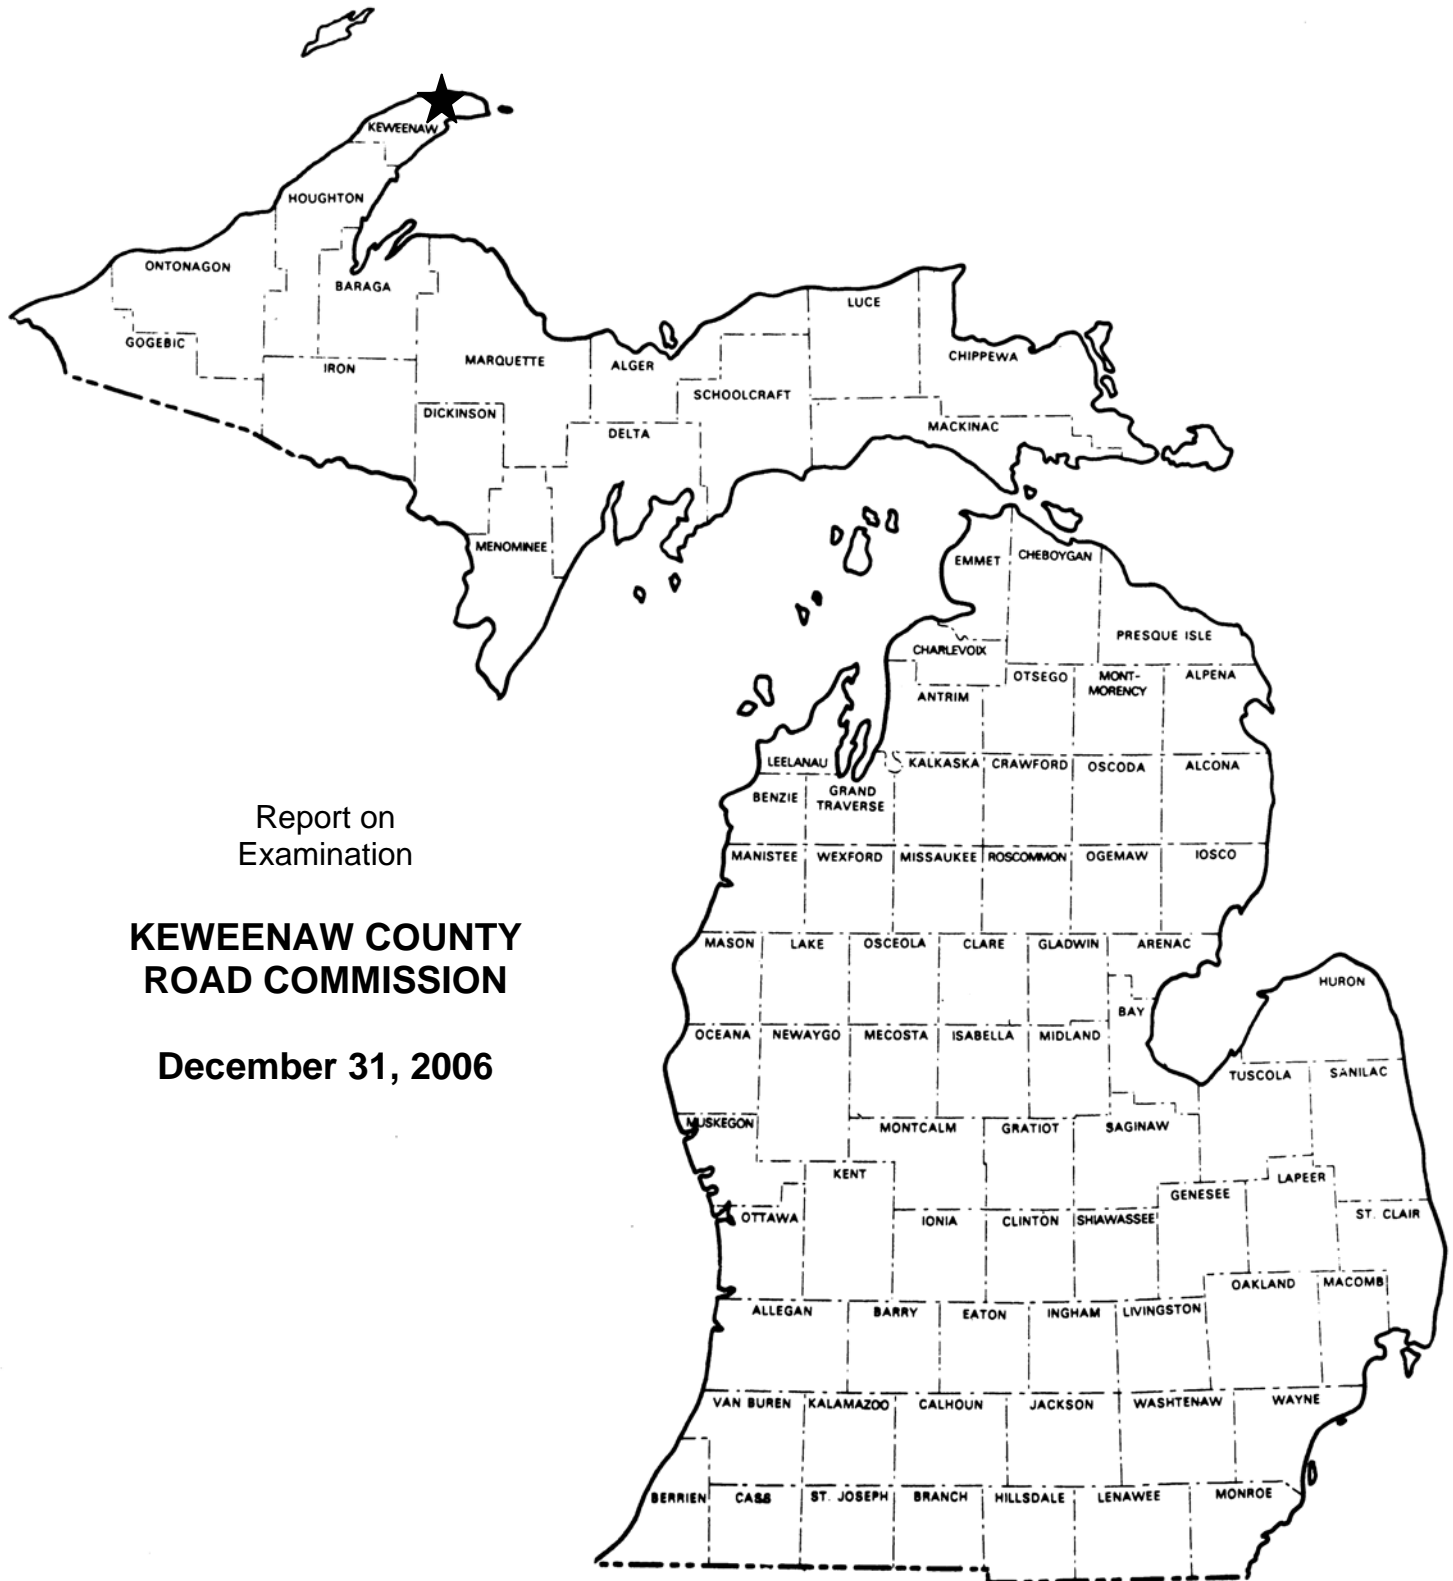 KEWEENAW
HOUGHTON
ONTONAGON
BARAGA
LUCE
GOGEBIC
IRON
MARQUETTE
ALGER
CHIPPEWA
SCHOOLCRAFT
DICKINSON
DELTA
MACKINAC
MENOMINEE
EMMET
CHEBOYGAN
PRESQUE ISLE
CHARLEVOIX
ANTRIM
OTSEGO
MONT-
MORENCY
ALPENA
LEELANAU
KALKASKA
CRAWFORD
OSCODA
ALCONA
BENZIE
GRAND
TRAVERSE
Report on
Examination
MANISTEE
WEXFORD
MISSAUKEE
ROSCOMMON
OGEMAW
IOSCO
KEWEENAW COUNTY
ROAD COMMISSION
MASON
LAKE
OSCEOLA
CLARE
GLADWIN
ARENAC
HURON
BAY
December 31, 2006
OCEANA
NEWAYGO
MECOSTA
ISABELLA
MIDLAND
TUSCOLA
SANILAC
MUSKEGON
MONTCALM
GRATIOT
SAGINAW
KENT
GENESEE
LAPEER
OTTAWA
IONIA
CLINTON
SHIAWASSEE
ST. CLAIR
OAKLAND
MACOMB
ALLEGAN
BARRY
EATON
INGHAM
LIVINGSTON
VAN BUREN
KALAMAZOO
CALHOUN
JACKSON
WASHTENAW
WAYNE
BERRIEN
CASS
ST. JOSEPH
BRANCH
HILLSDALE
LENAWEE
MONROE